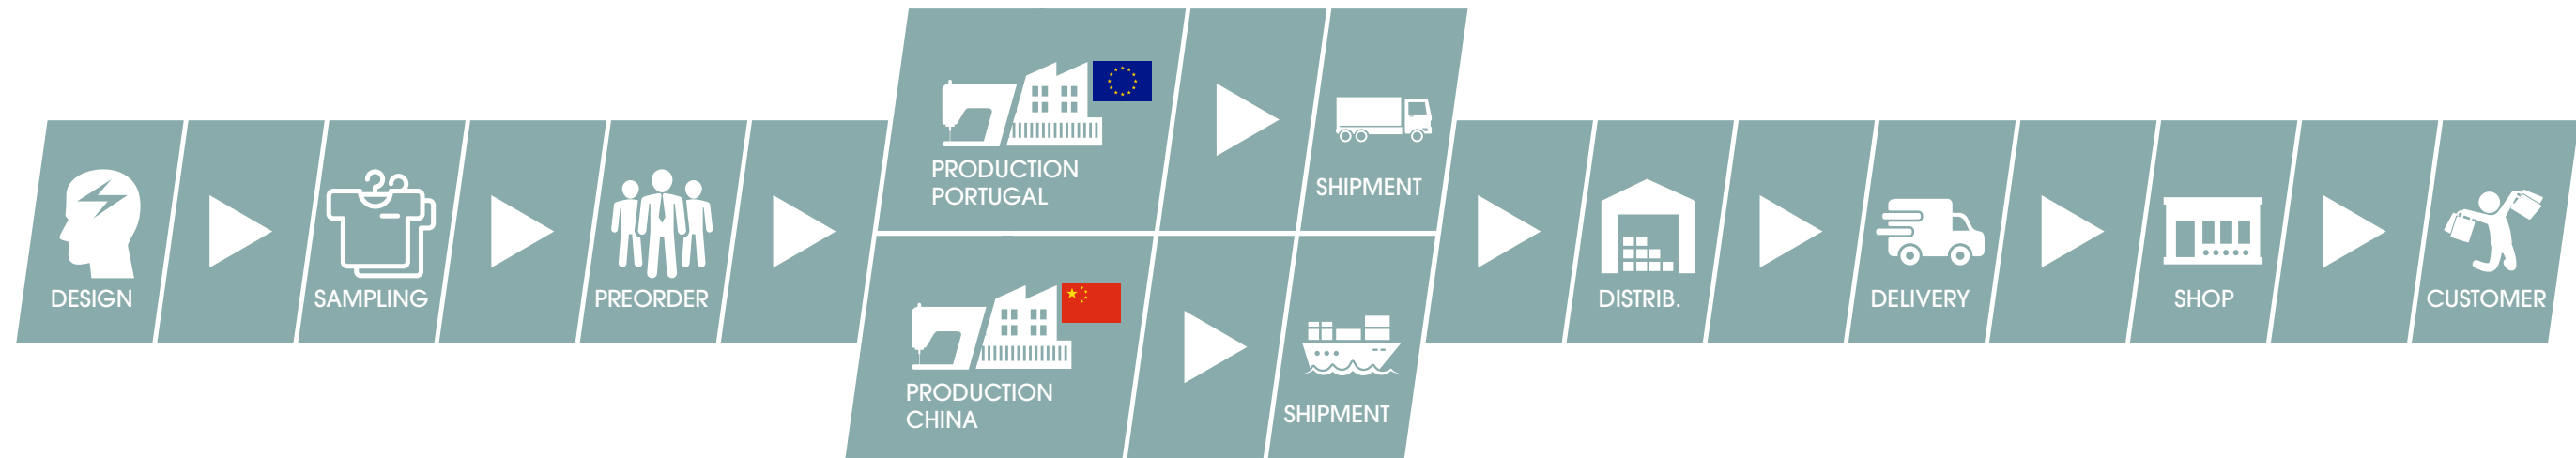 DESIGN
SAMPLING
PREORDER
PRODUCTION
PORTUGAL
SHIPMENT
PRODUCTION
CHINA
SHIPMENT
DISTRIB.
DELIVERY
SHOP
CUSTOMER